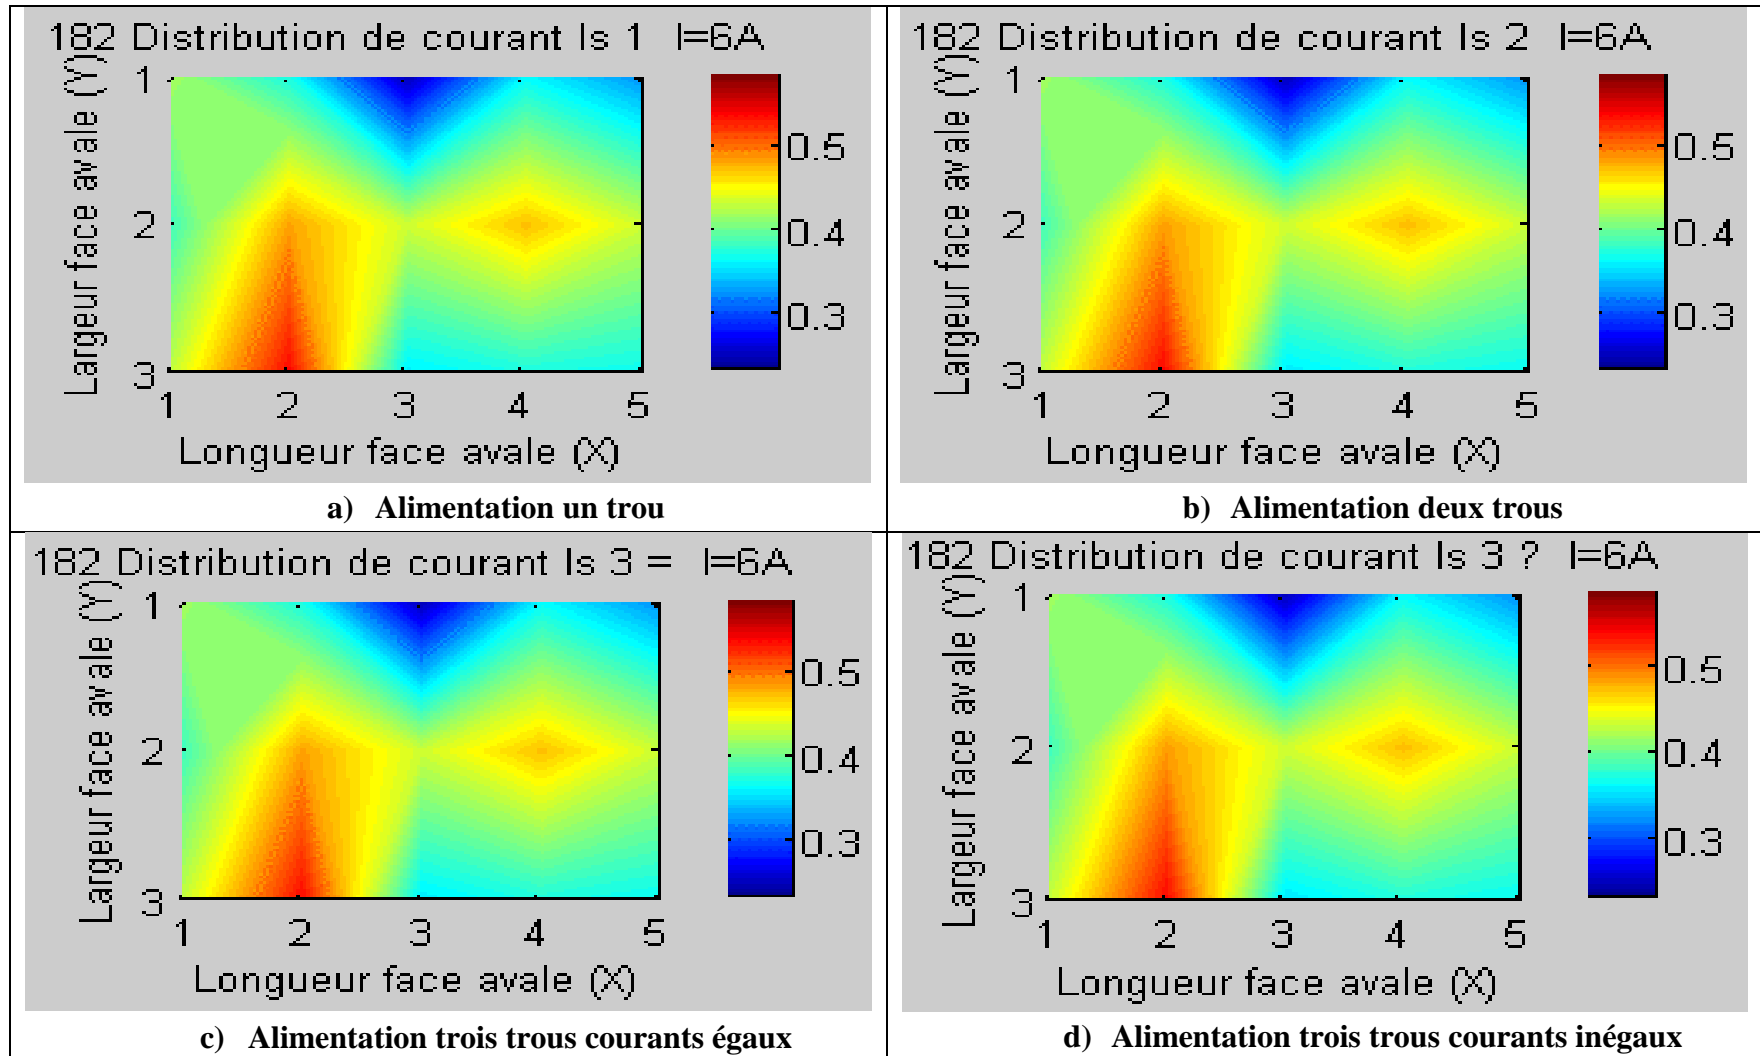 182 Distribution de courant Is 1 I=6A
Largeur face avale (Y)
1
2
3
1 2 3 4 5
Longueur face avale (X)
0.5
0.4
0.3
a) Alimentation un trou
182 Distribution de courant Is 2 I=6A
Largeur face avale (Y)
1
2
3
1 2 3 4 5
Longueur face avale (X)
0.5
0.4
0.3
b) Alimentation deux trous
182 Distribution de courant Is 3 = I=6A
Largeur face avale (Y)
1
2
3
1 2 3 4 5
Longueur face avale (X)
0.5
0.4
0.3
c) Alimentation trois trous courants égaux
182 Distribution de courant Is 3 ? I=6A
Largeur face avale (Y)
1
2
3
1 2 3 4 5
Longueur face avale (X)
0.5
0.4
0.3
d) Alimentation trois trous courants inégaux